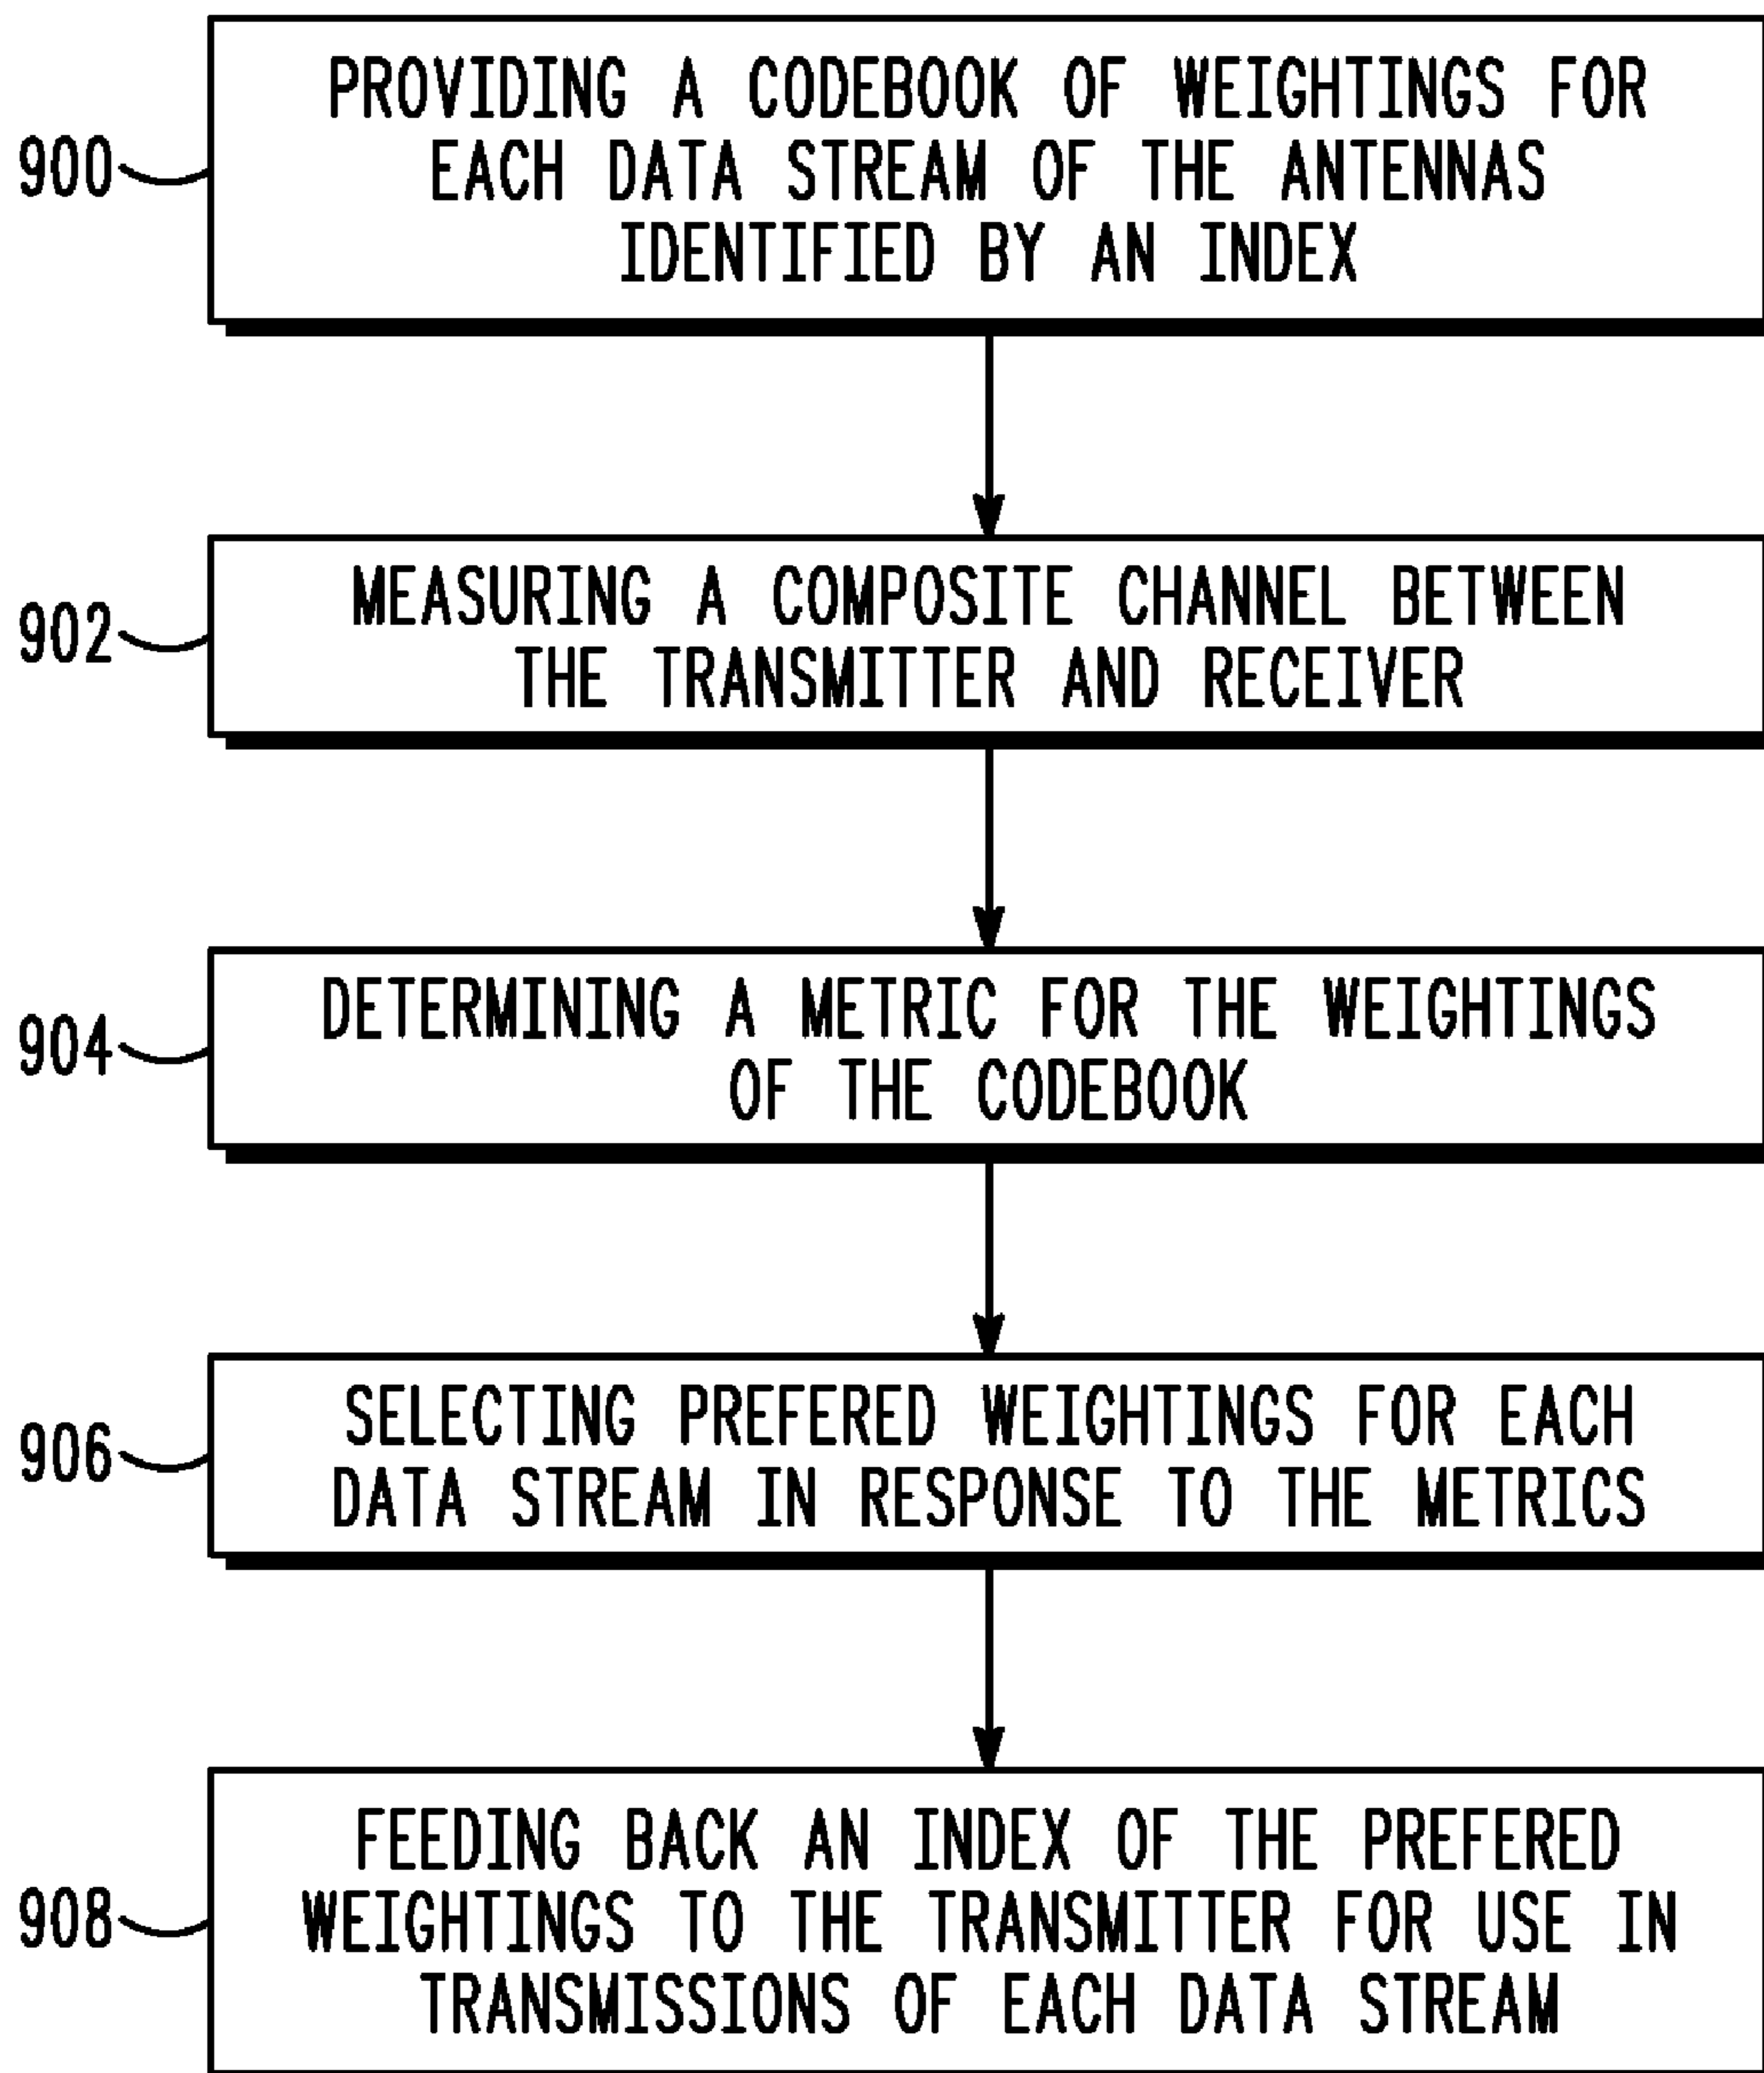 900
PROVIDING A CODEBOOK OF WEIGHTINGS FOR
EACH DATA STREAM OF THE ANTENNAS
IDENTIFIED BY AN INDEX
902
MEASURING A COMPOSITE CHANNEL BETWEEN
THE TRANSMITTER AND RECEIVER
904
DETERMINING A METRIC FOR THE WEIGHTINGS
OF THE CODEBOOK
906
SELECTING PREFERED WEIGHTINGS FOR EACH
DATA STREAM IN RESPONSE TO THE METRICS
908
FEEDING BACK AN INDEX OF THE PREFERED
WEIGHTINGS TO THE TRANSMITTER FOR USE IN
TRANSMISSIONS OF EACH DATA STREAM